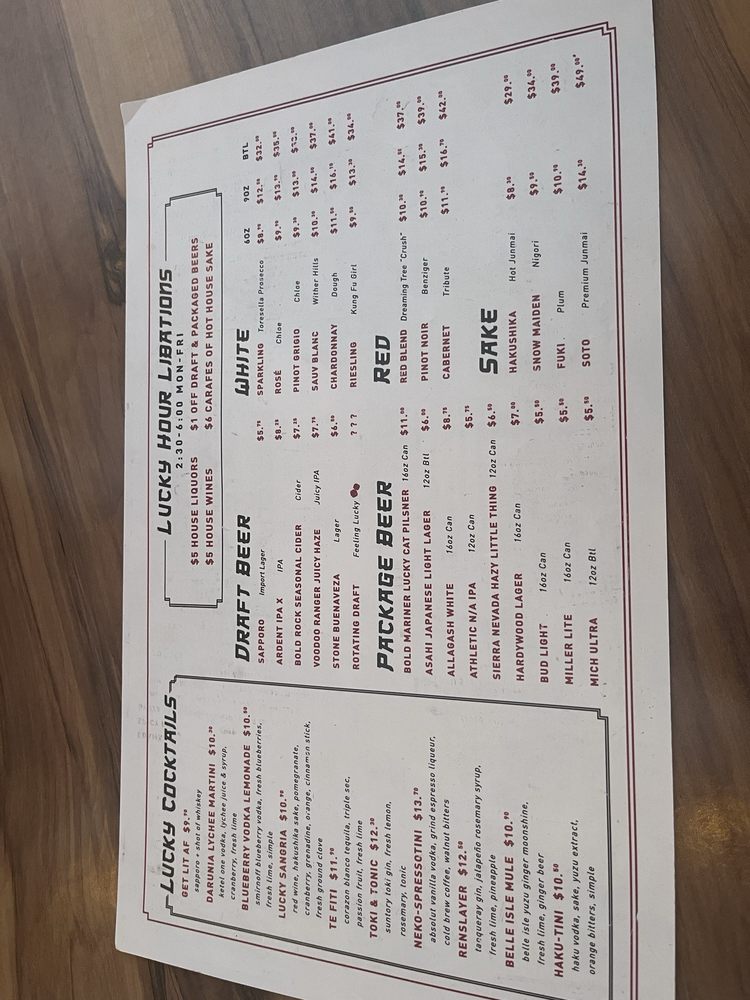 LUCKY COCKTAILS
GET LIT AF $9.
sapporo + shot of whiskey
DARUNIA LYCHEE MARTINI $10.
ketel one vodka, lychee juice & syrup,
cranberry, fresh lime
BLUEBERRY VODKA LEMONADE $10.
smirnoff blueberry vodka, fresh blueberries,
fresh lime, simple
LUCKY SANGRIA $10.
red wine, hakushika sake, pomegranate,
cranberry, grenadine, orange, cinnamon stick,
fresh ground clove
TE FITI $11.
corazon blanco tequila, triple sec,
passion fruit, fresh lime
TOKI & TONIC $12.
suntory toki gin, fresh lemon,
rosemary, tonic
NEKO-SPRESSOTINI $13.
absolut vanilla vodka, grind espresso liqueur,
cold brew coffee, walnut bitters
RENSLAYER $12.
tanqueray gin, jalapeño rosemary syrup,
fresh lime, pineapple
BELLE ISLE MULE $10.
belle isle yuzu ginger moonshine,
fresh lime, ginger beer
HAKU-TINI $10.50
haku vodka, sake, yuzu extract,
orange bitters, simple
LUCKY HOUR LIBATIONS
2:30-6:00 MON-FRI
$5 HOUSE LIQUORS $1 OFF DRAFT & PACKAGED BEERS
$5 HOUSE WINES $6 CARAFES OF HOT HOUSE SAKE
DRAFT BEER
SAPPORO Import Lager $5.75
ARDENT IPA X IPA $8.
BOLD ROCK SEASONAL CIDER Cider $7.
VOODOO RANGER JUICY HAZE Juicy IPA $7.75
STONE BUENAVEZA Lager $6.
ROTATING DRAFT Feeling Lucky ???
PACKAGE BEER
BOLD MARINER LUCKY CAT PILSNER 16oz Can $11.
ASAHI JAPANESE LIGHT LAGER 12oz Btl $6.
ALLAGASH WHITE 16oz Can $8.75
ATHLETIC N/A IPA 12oz Can $5.75
SIERRA NEVADA HAZY LITTLE THING 12oz Can $6.50
HARDYWOOD LAGER 16oz Can $7.
BUD LIGHT 16oz Can $5.50
MILLER LITE 16oz Can $5.50
MICH ULTRA 12oz Btl $5.50
WHITE 6OZ 9OZ BTL
SPARKLING Toresella Prosecco $8. $12. $32.
ROSÉ Chloe $9. $13. $35.
PINOT GRIGIO Chloe $9. $13.
SAUV BLANC Wither Hills $10. $14. $37.
CHARDONNAY Dough $11. $16. $41.
RIESLING Kung Fu Girl $9. $13. $34.
RED
RED BLEND Dreaming Tree "Crush" $10. $14. $37.
PINOT NOIR Benziger $10. $15. $39.
CABERNET Tribute $11. $16. $42.
SAKE
HAKUSHIKA Hot Junmai $8. $29.
SNOW MAIDEN Nigori $9. $34.
FUKI Plum $10. $39.
SOTO Premium Junmai $14. $49.